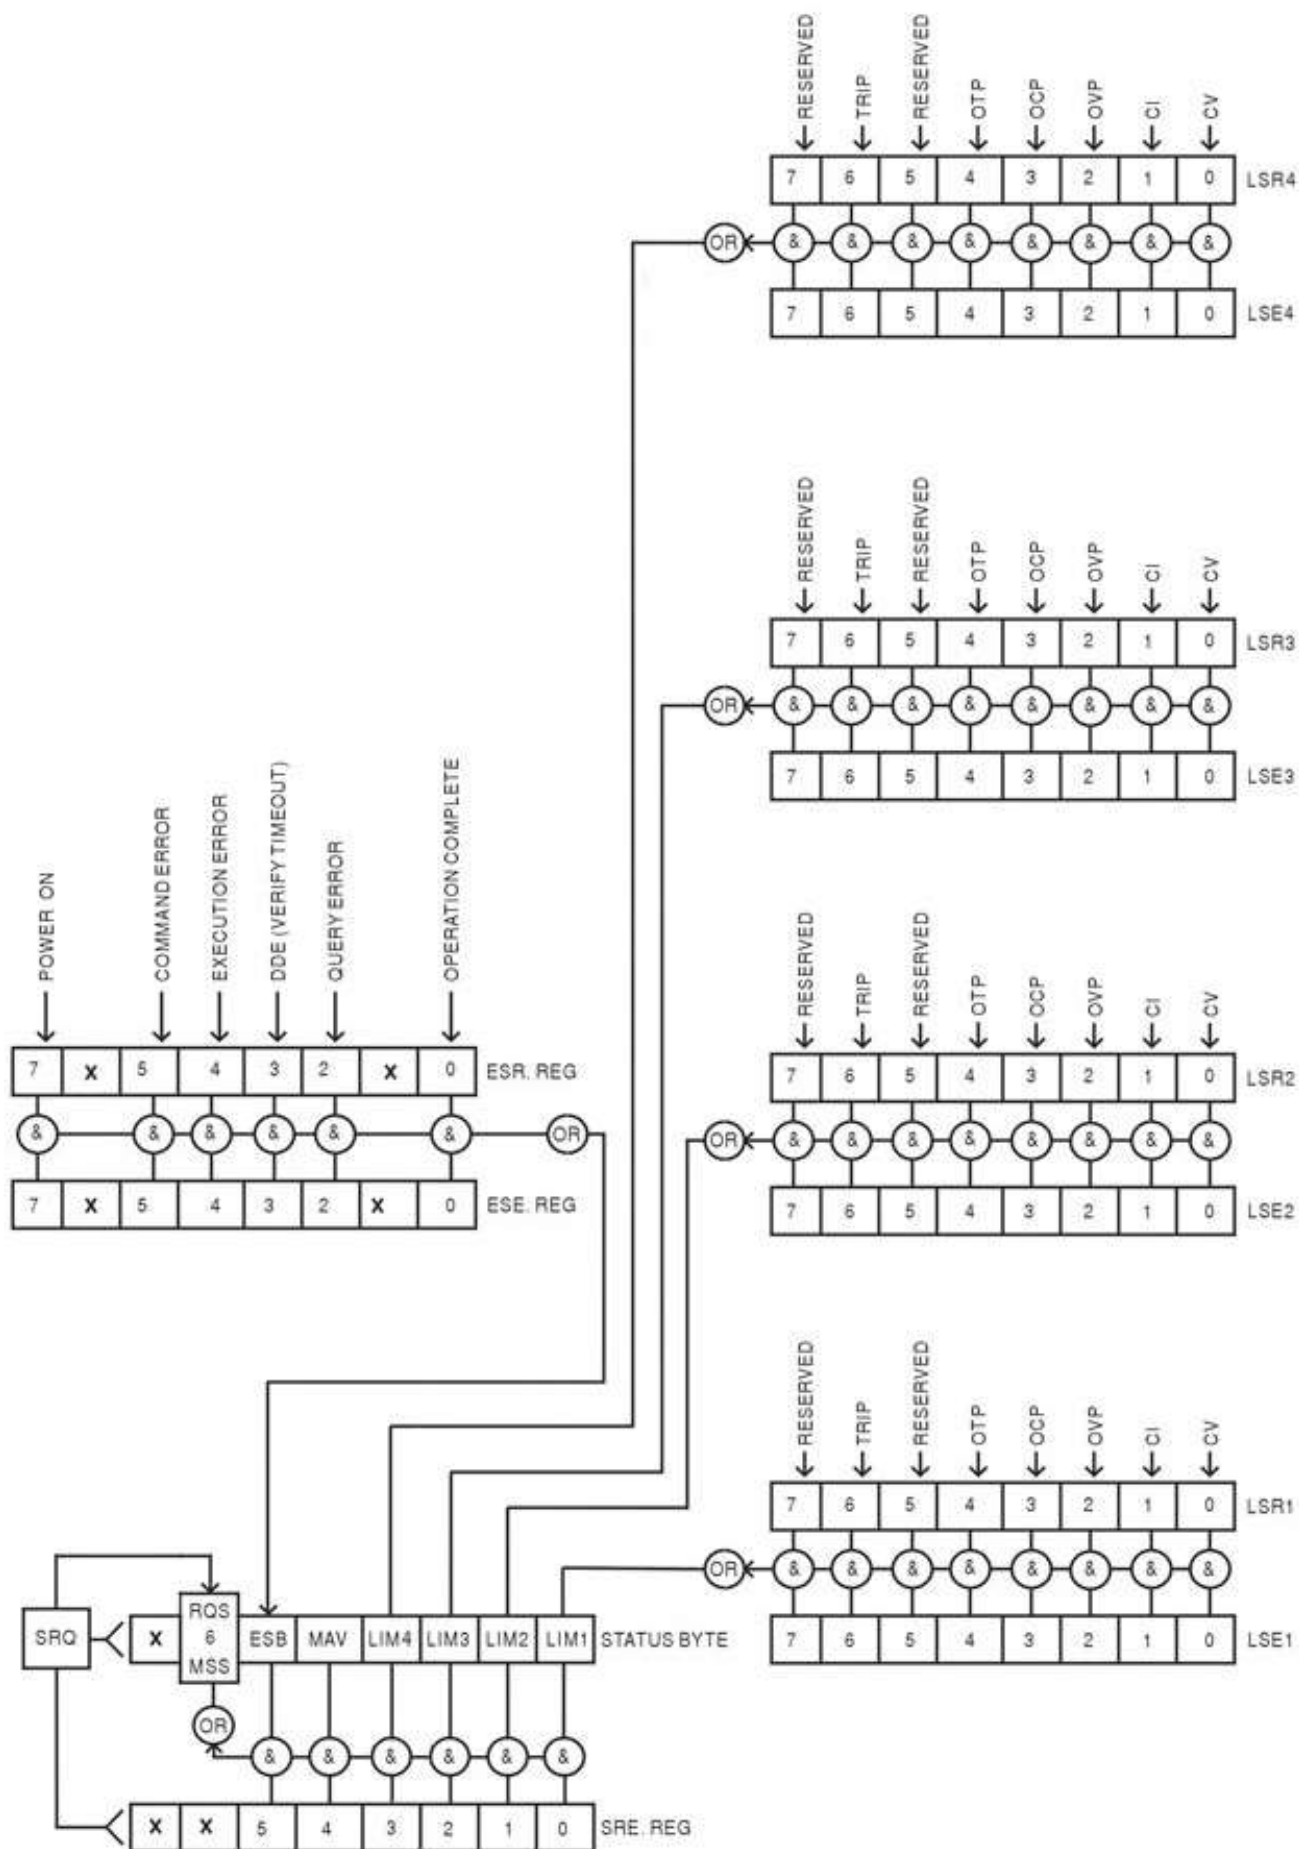 RESERVED TRIP RESERVED OTP OCP OVP CI CV
7 6 5 4 3 2 1 0 LSR4
OR & & & & & & & &
7 6 5 4 3 2 1 0 LSE4
RESERVED TRIP RESERVED OTP OCP OVP CI CV
7 6 5 4 3 2 1 0 LSR3
OR & & & & & & & &
7 6 5 4 3 2 1 0 LSE3
POWER ON COMMAND ERROR EXECUTION ERROR DDE (VERIFY TIMEOUT) QUERY ERROR OPERATION COMPLETE
7 X 5 4 3 2 X 0 ESR. REG
& & & & & & OR
7 X 5 4 3 2 X 0 ESE. REG
RESERVED TRIP RESERVED OTP OCP OVP CI CV
7 6 5 4 3 2 1 0 LSR2
OR & & & & & & & &
7 6 5 4 3 2 1 0 LSE2
RESERVED TRIP RESERVED OTP OCP OVP CI CV
7 6 5 4 3 2 1 0 LSR1
OR & & & & & & & &
7 6 5 4 3 2 1 0 LSE1
RQS
SRQ X 6 ESB MAV LIM4 LIM3 LIM2 LIM1 STATUS BYTE
MSS
OR
& & & & & &
X X 5 4 3 2 1 0 SRE. REG